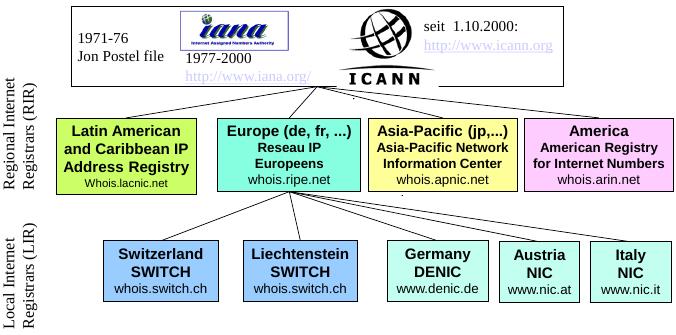 1971-76
Jon Postel file
iana
Internet Assigned Numbers Authority
1977-2000
http://www.iana.org/
ICANN
seit 1.10.2000:
http://www.icann.org
Regional Internet
Registrars (RIR)
Latin American
and Caribbean IP
Address Registry
Whois.lacnic.net
Europe (de, fr, ...)
Reseau IP
Europeens
whois.ripe.net
Asia-Pacific (jp,...)
Asia-Pacific Network
Information Center
whois.apnic.net
America
American Registry
for Internet Numbers
whois.arin.net
Local Internet
Registrars (LIR)
Switzerland
SWITCH
whois.switch.ch
Liechtenstein
SWITCH
whois.switch.ch
Germany
DENIC
www.denic.de
Austria
NIC
www.nic.at
Italy
NIC
www.nic.it